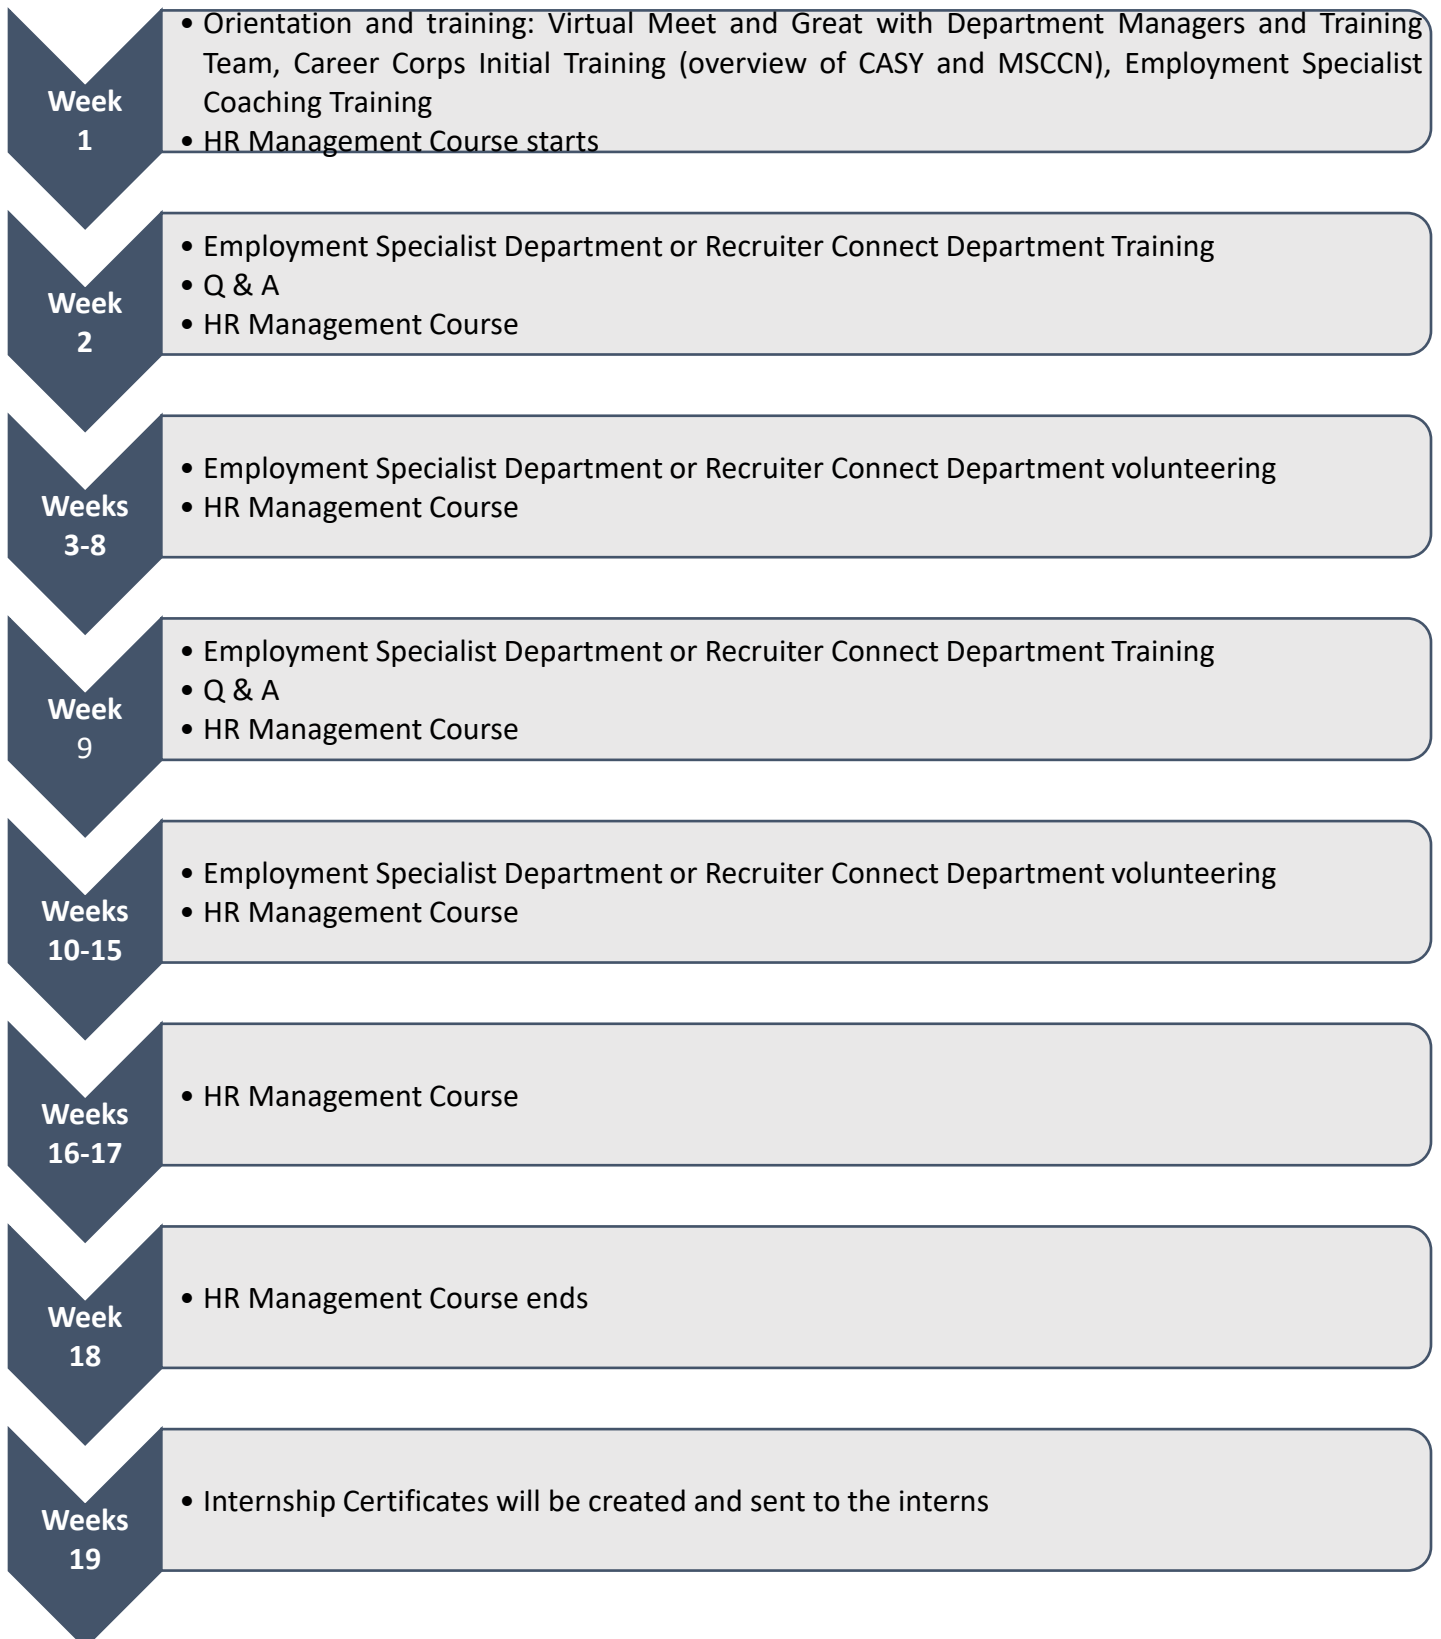 Week
1
• Orientation and training: Virtual Meet and Great with Department Managers and Training
Team, Career Corps Initial Training (overview of CASY and MSCCN), Employment Specialist
Coaching Training
• HR Management Course starts
Week
2
• Employment Specialist Department or Recruiter Connect Department Training
• Q & A
• HR Management Course
Weeks
3-8
• Employment Specialist Department or Recruiter Connect Department volunteering
• HR Management Course
Week
9
• Employment Specialist Department or Recruiter Connect Department Training
• Q & A
• HR Management Course
Weeks
10-15
• Employment Specialist Department or Recruiter Connect Department volunteering
• HR Management Course
Weeks
16-17
• HR Management Course
Week
18
• HR Management Course ends
Weeks
19
• Internship Certificates will be created and sent to the interns